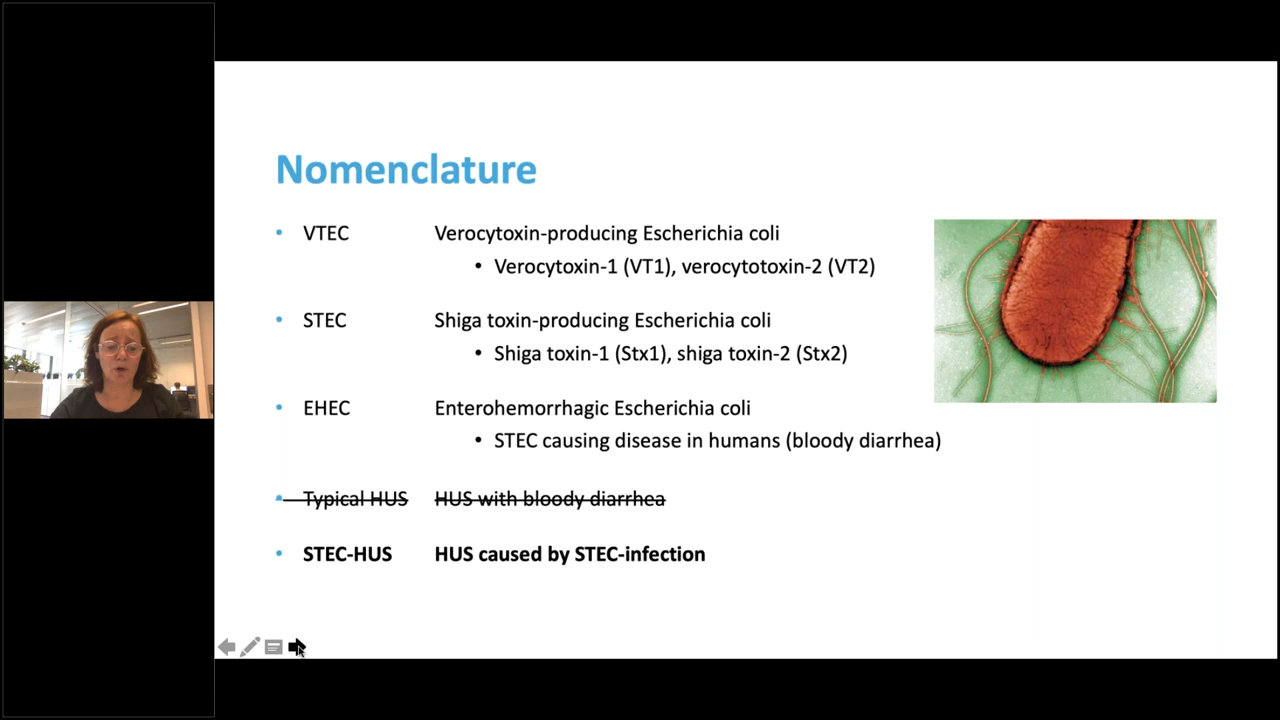 Nomenclature
• VTEC Verocytoxin-producing Escherichia coli
• Verocytoxin-1 (VT1), verocytotoxin-2 (VT2)
• STEC Shiga toxin-producing Escherichia coli
• Shiga toxin-1 (Stx1), shiga toxin-2 (Stx2)
• EHEC Enterohemorrhagic Escherichia coli
• STEC causing disease in humans (bloody diarrhea)
• Typical HUS HUS with bloody diarrhea
• STEC-HUS HUS caused by STEC-infection